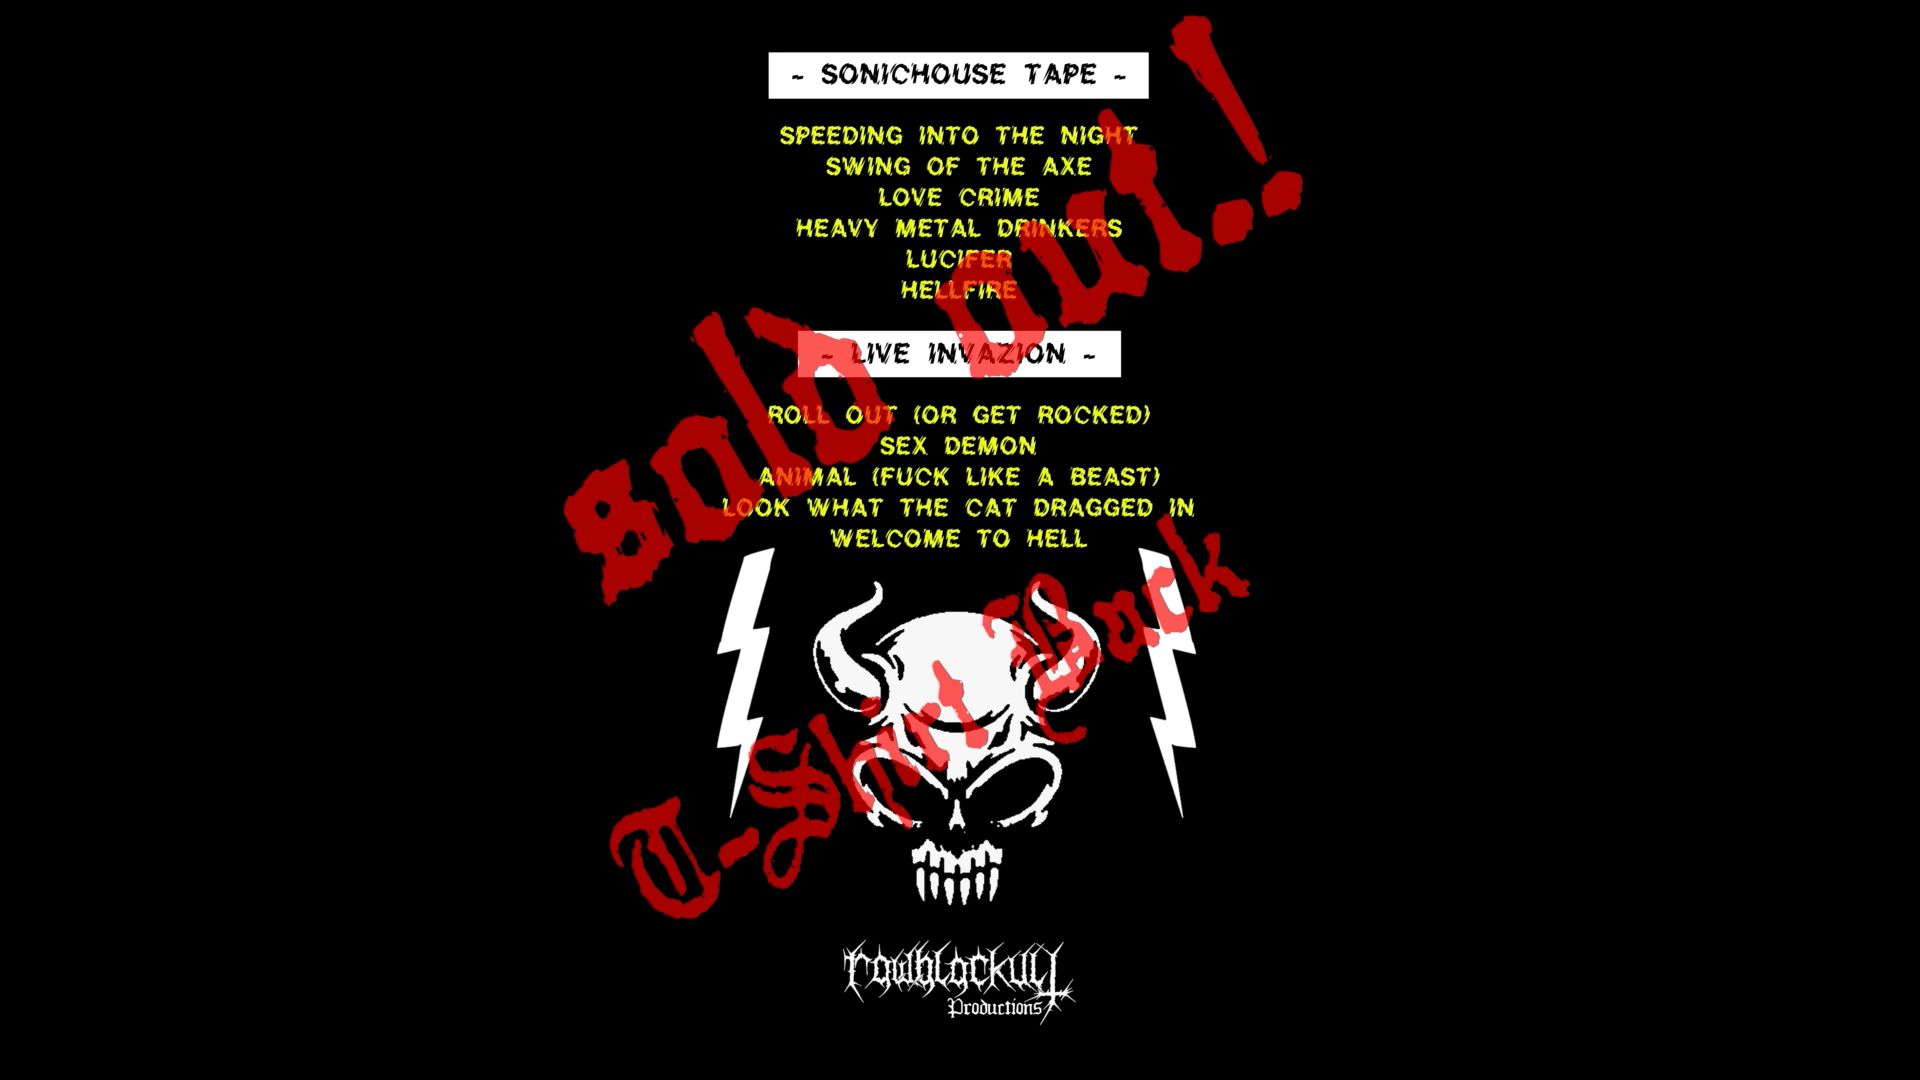 ~ SONICHOUSE TAPE ~
SPEEDING INTO THE NIGHT
SWING OF THE AXE
LOVE CRIME
HEAVY METAL DRINKERS
LUCIFER
HELLFIRE
~ LIVE INVAZION ~
ROLL OUT (OR GET ROCKED)
SEX DEMON
ANIMAL (FUCK LIKE A BEAST)
LOOK WHAT THE CAT DRAGGED IN
WELCOME TO HELL
Sold out!.
T-Shirt Back
rawblackult
Productions